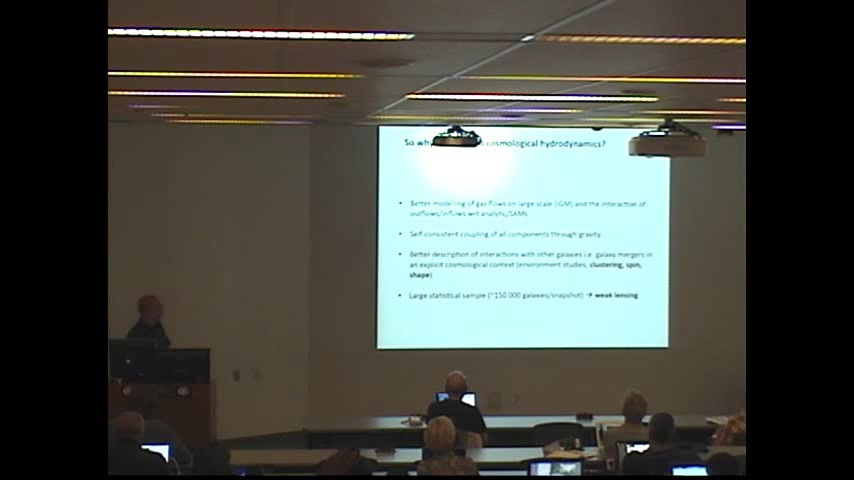 So why cosmological hydrodynamics?
• Better modelling of gas flows on large scale (IGM) and the interaction of
outflows/inflows wrt analytic/SAMs
• Self-consistent coupling of all components through gravity
• Better description of interactions with other galaxies i.e. galaxy mergers in
an explicit cosmological context (environment studies, clustering, spin,
shape)
• Large statistical sample (~150 000 galaxies/snapshot) → weak lensing